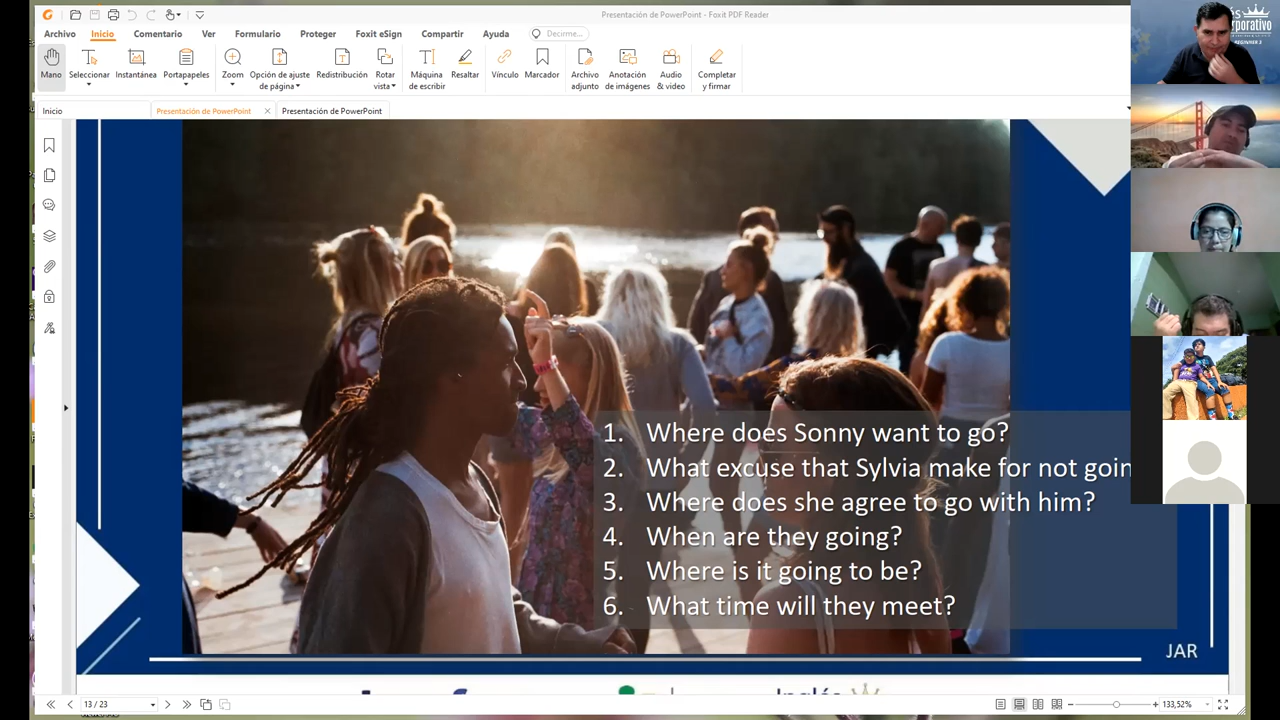 Presentación de PowerPoint - Foxit PDF Reader
Archivo Inicio Comentario Ver Formulario Proteger Foxit eSign Compartir Ayuda Decirme...
Mano Seleccionar Instantánea Portapapeles Zoom Opción de ajuste de página Redistribución Rotar vista Máquina de escribir Resaltar Vínculo Marcador Archivo adjunto Anotación de imágenes Audio & video Completar y firmar
Inicio Presentación de PowerPoint Presentación de PowerPoint
1. Where does Sonny want to go?
2. What excuse that Sylvia make for not goin
3. Where does she agree to go with him?
4. When are they going?
5. Where is it going to be?
6. What time will they meet?
JAR
Inglés
13 / 23
133,52%